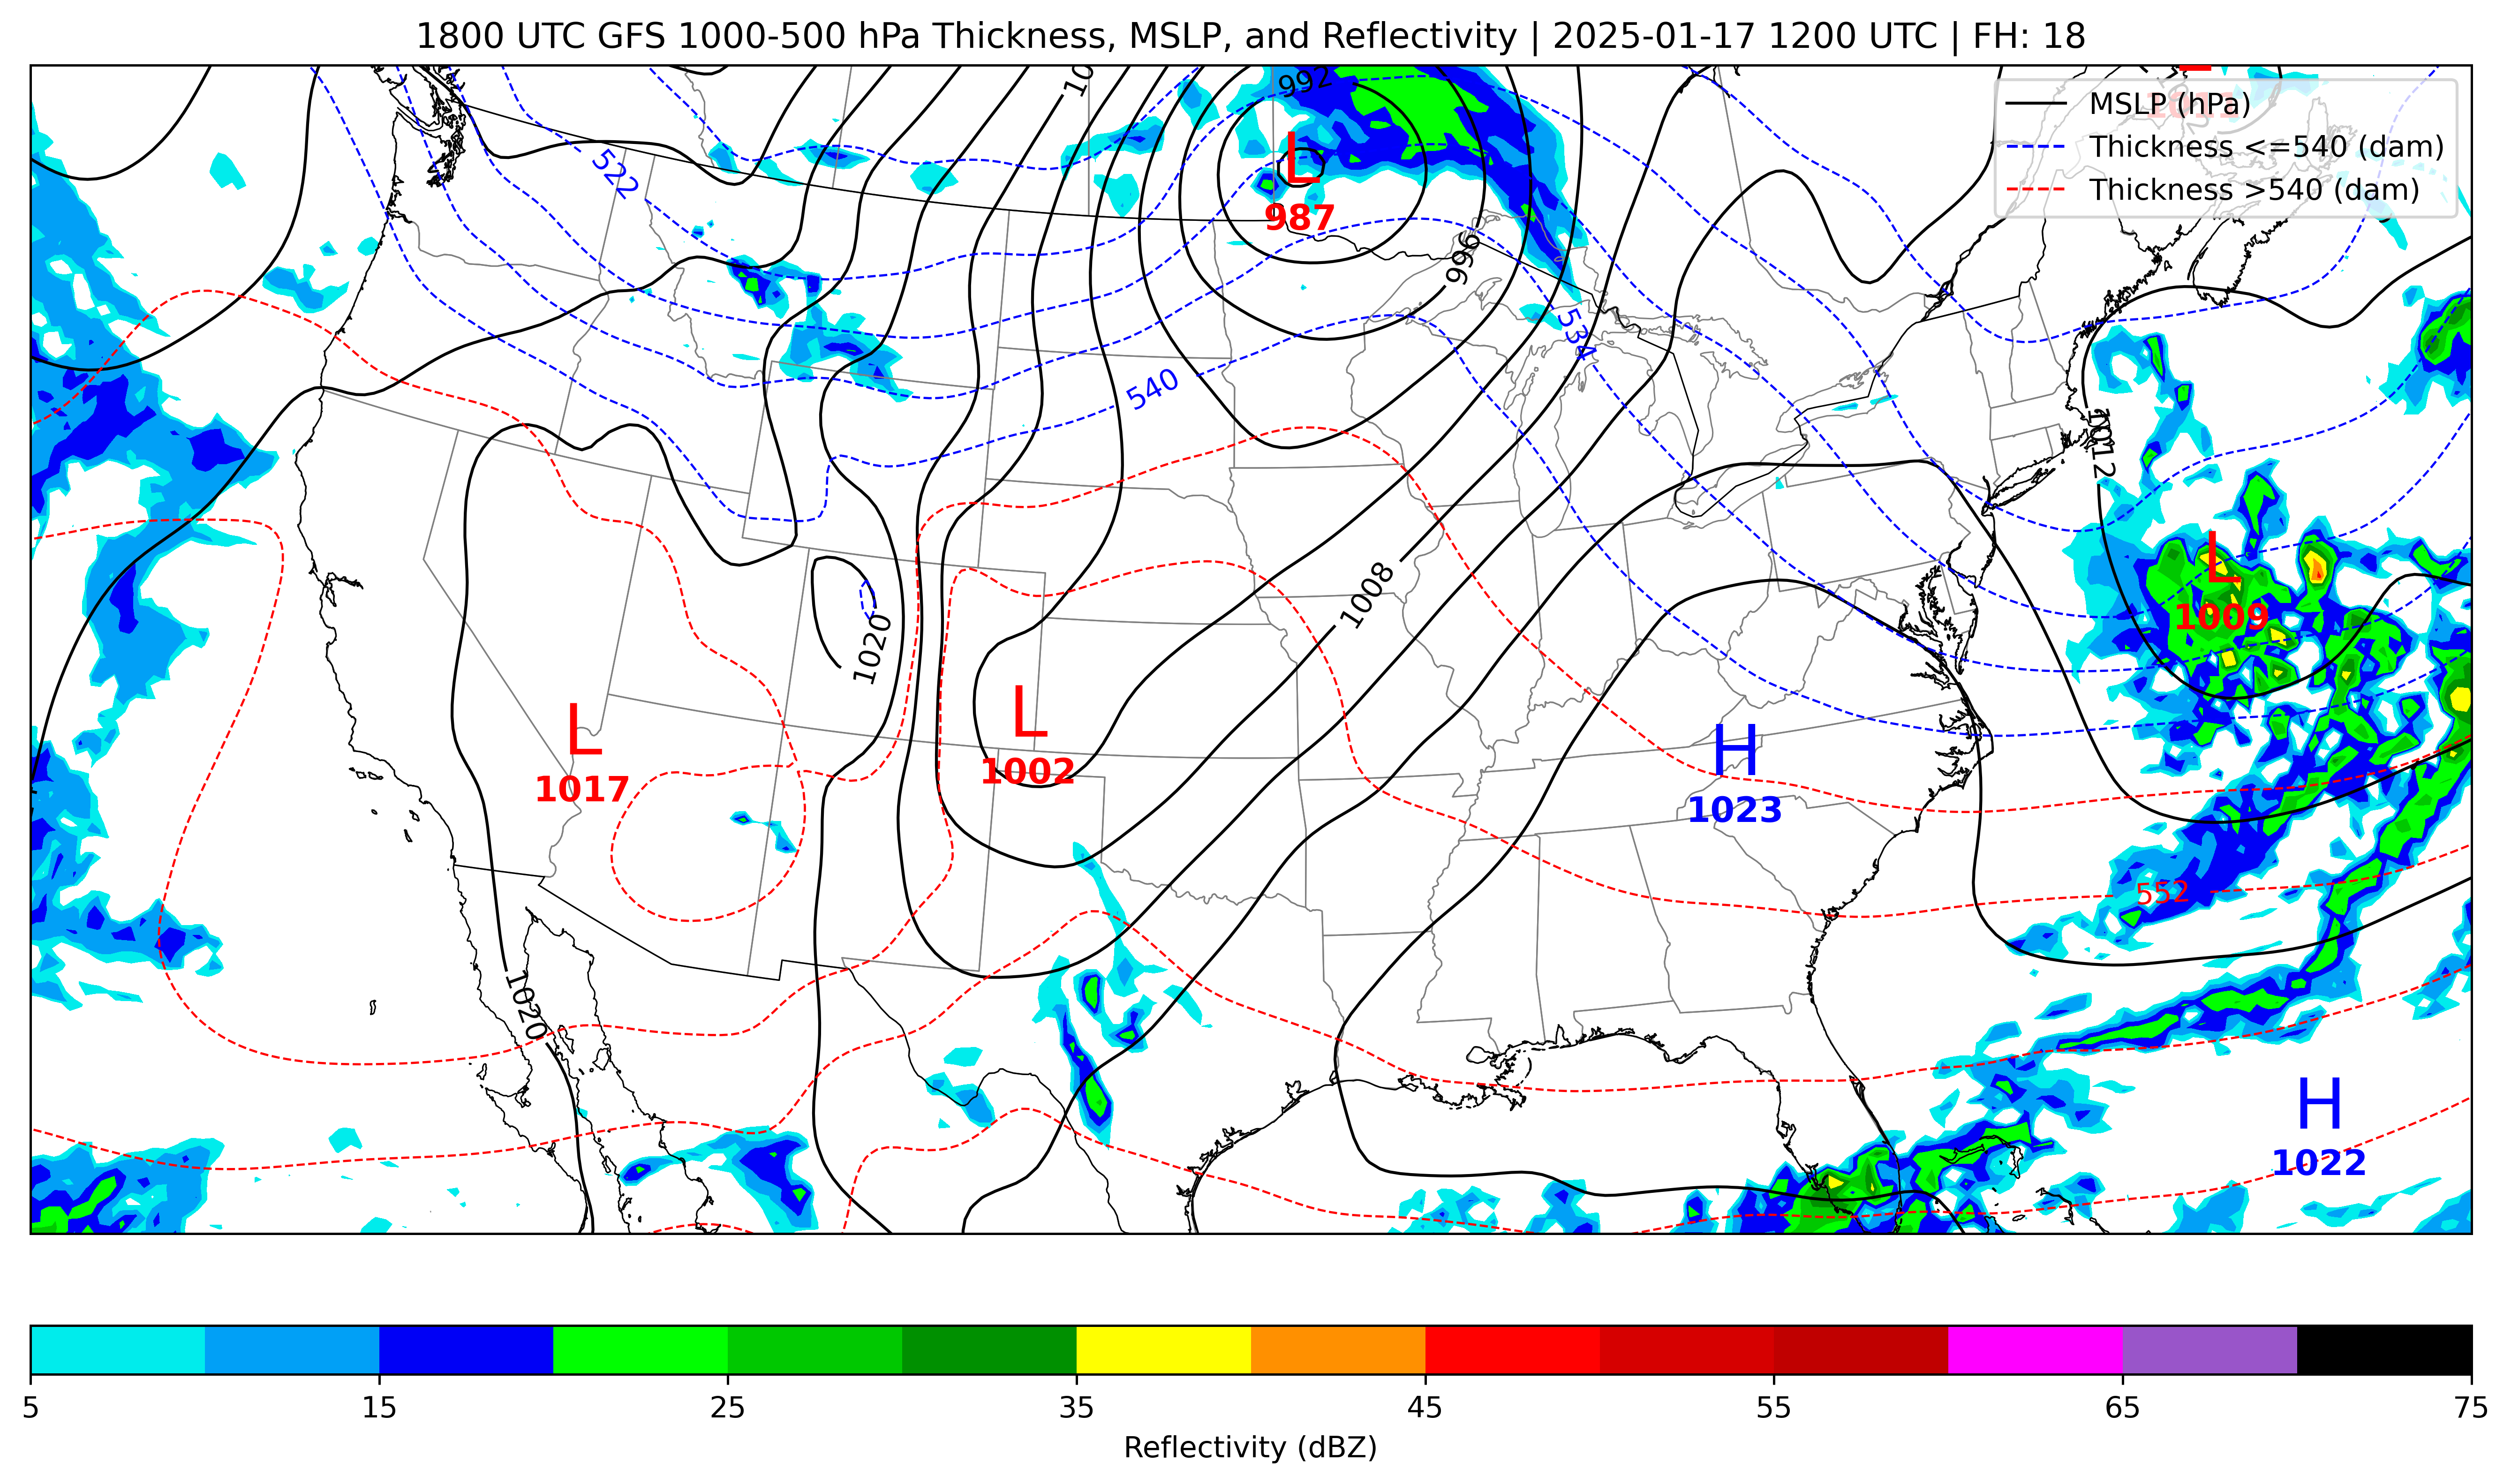 1800 UTC GFS 1000-500 hPa Thickness, MSLP, and Reflectivity | 2025-01-17 1200 UTC | FH: 18
MSLP (hPa)
Thickness <=540 (dam)
Thickness >540 (dam)
992
10
522
L
987
996
534
540
1012
L
1009
1008
1020
L
1017
L
1002
H
1023
552
1020
H
1022
5 15 25 35 45 55 65 75
Reflectivity (dBZ)